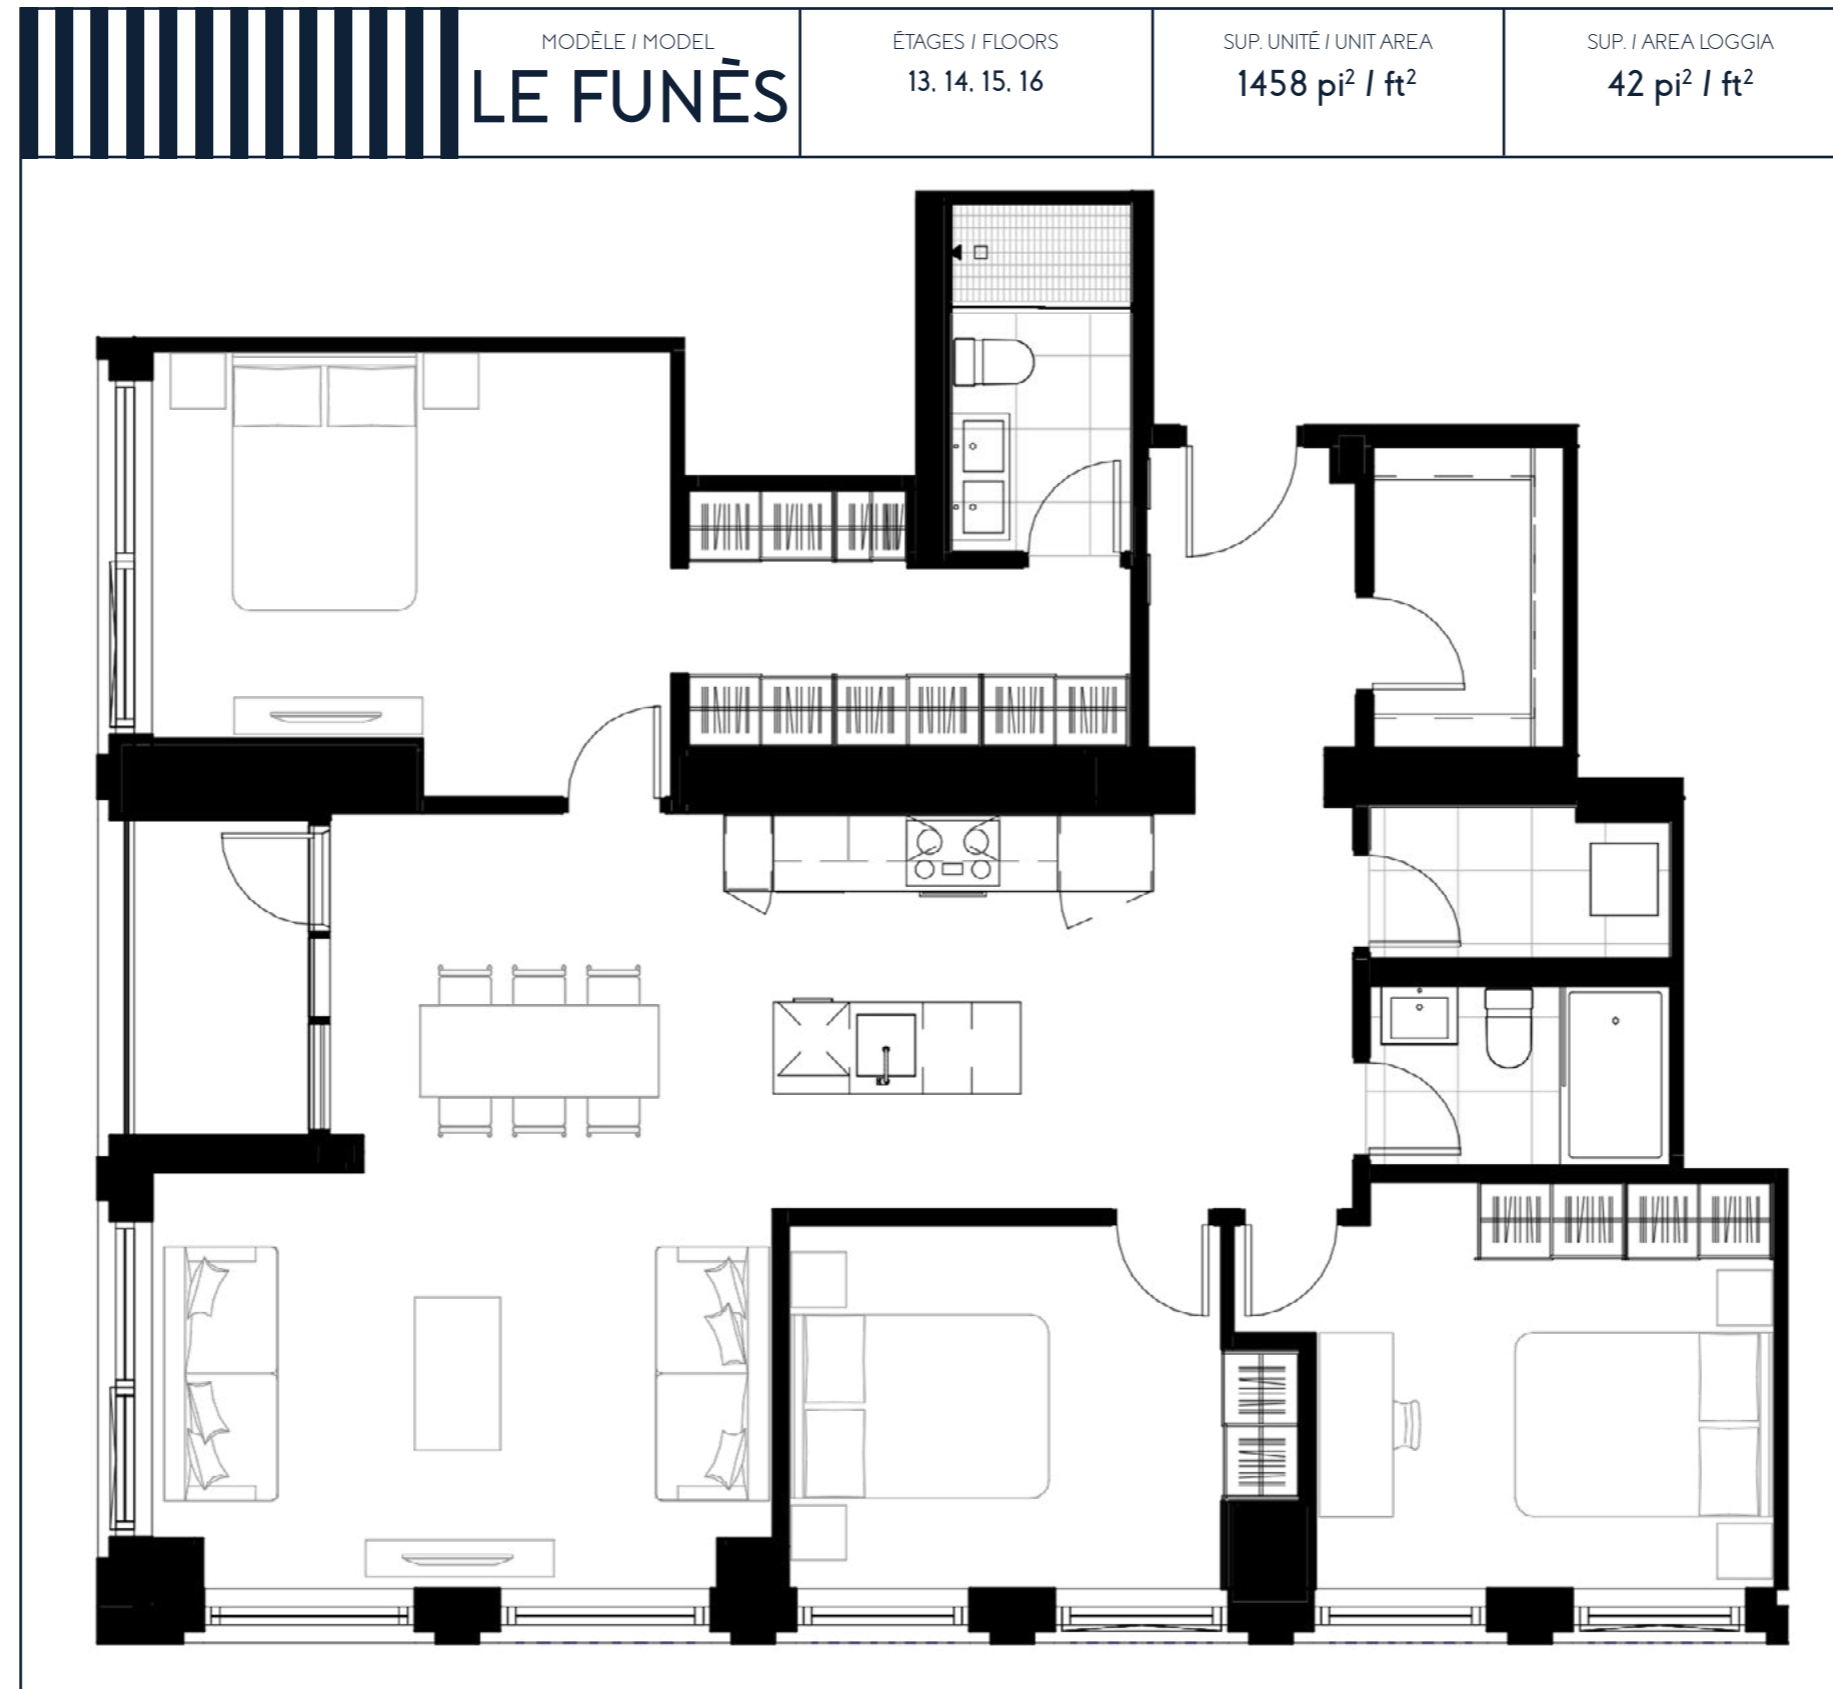 MODÈLE / MODEL
LE FUNÈS
ÉTAGES / FLOORS
13, 14, 15, 16
SUP. UNITÉ / UNIT AREA
1458 pi² / ft²
SUP. / AREA LOGGIA
42 pi² / ft²